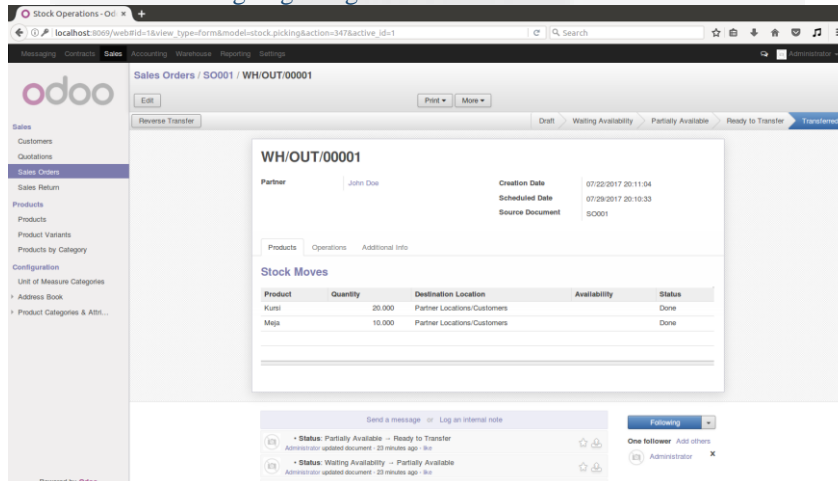 Stock Operations - Od
localhost:8069/web#id=1&view_type=form&model=stock.picking&action=347&active_id=1
Search
Messaging Contracts Sales Accounting Warehouse Reporting Settings
Administrator
odoo
Sales Orders / SO001 / WH/OUT/00001
Edit
Print More
Reverse Transfer
Draft Waiting Availability Partially Available Ready to Transfer Transferred
Sales
Customers
Quotations
Sales Orders
Sales Return
Products
Products
Product Variants
Products by Category
Configuration
Unit of Measure Categories
Address Book
Product Categories & Attri...
WH/OUT/00001
Partner John Doe
Creation Date 07/22/2017 20:11:04
Scheduled Date 07/29/2017 20:10:33
Source Document SO001
Products Operations Additional Info
Stock Moves
Product Quantity Destination Location Availability Status
Kursi 20.000 Partner Locations/Customers Done
Meja 10.000 Partner Locations/Customers Done
Send a message or Log an internal note
Following
• Status: Partially Available → Ready to Transfer
Administrator updated document - 23 minutes ago - like
• Status: Waiting Availability → Partially Available
Administrator updated document - 23 minutes ago - like
One follower Add others
Administrator X
Powered by Odoo